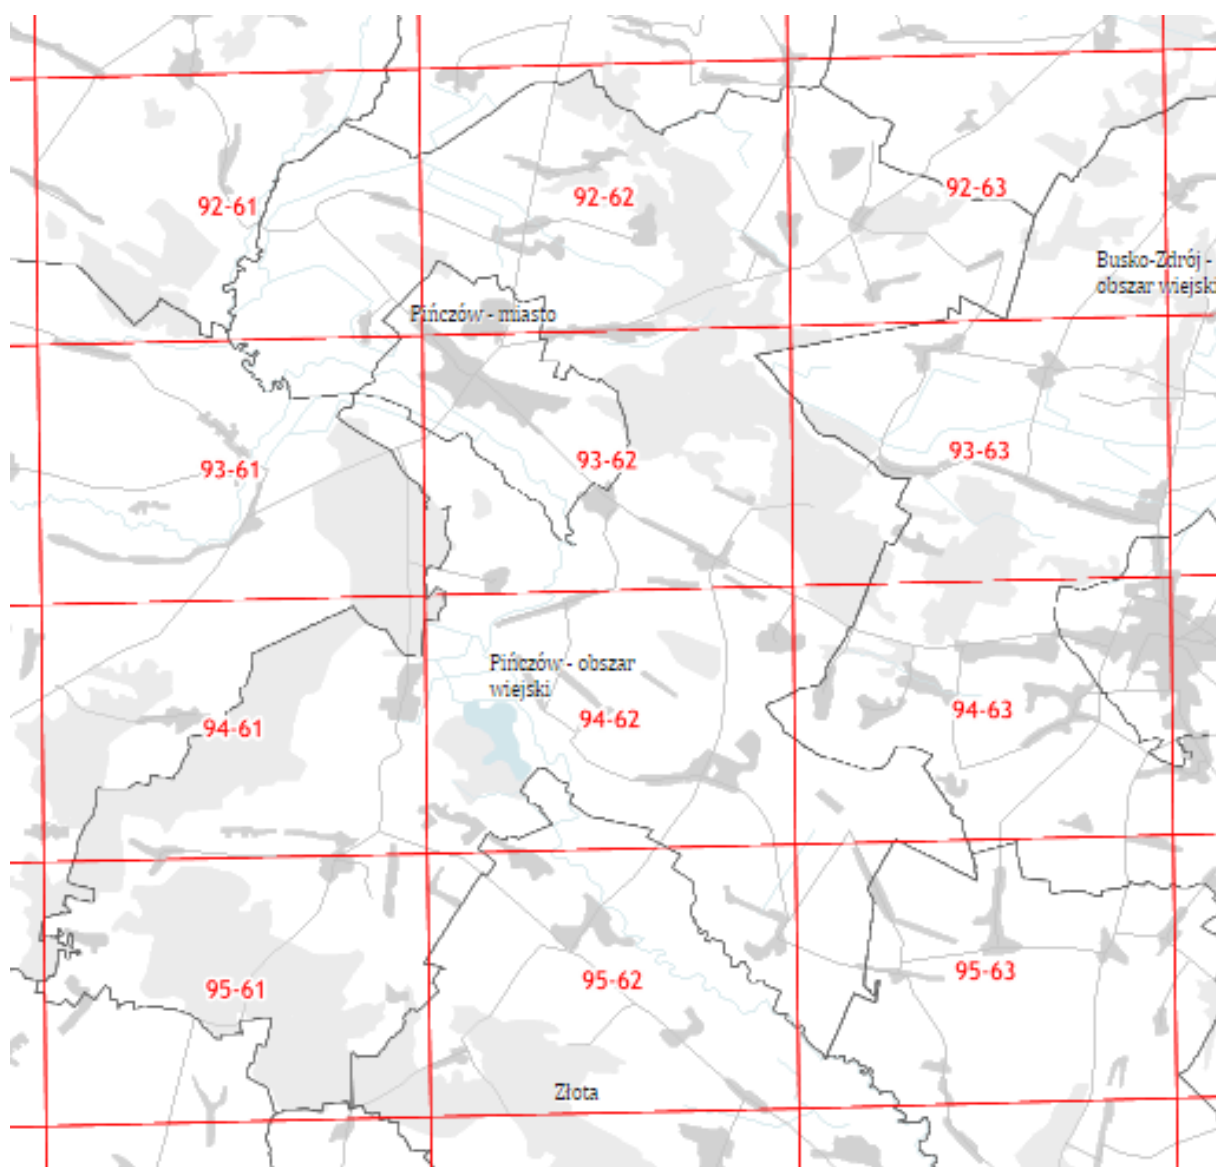 92-61
92-62
92-63
Busko-Zdrój -
obszar wiejski
Pińczów - miasto
93-61
93-62
93-63
Pińczów - obszar
wiejski
94-61
94-62
94-63
95-61
95-62
95-63
Złota